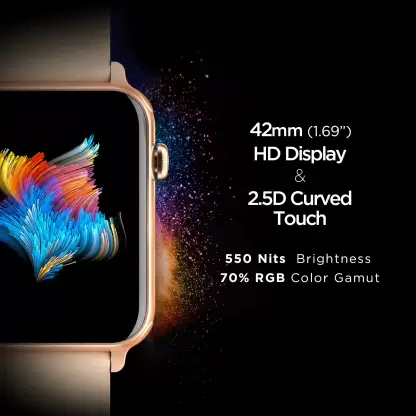 42mm (1.69”)
HD Display
&
2.5D Curved
Touch
550 Nits Brightness
70% RGB Color Gamut